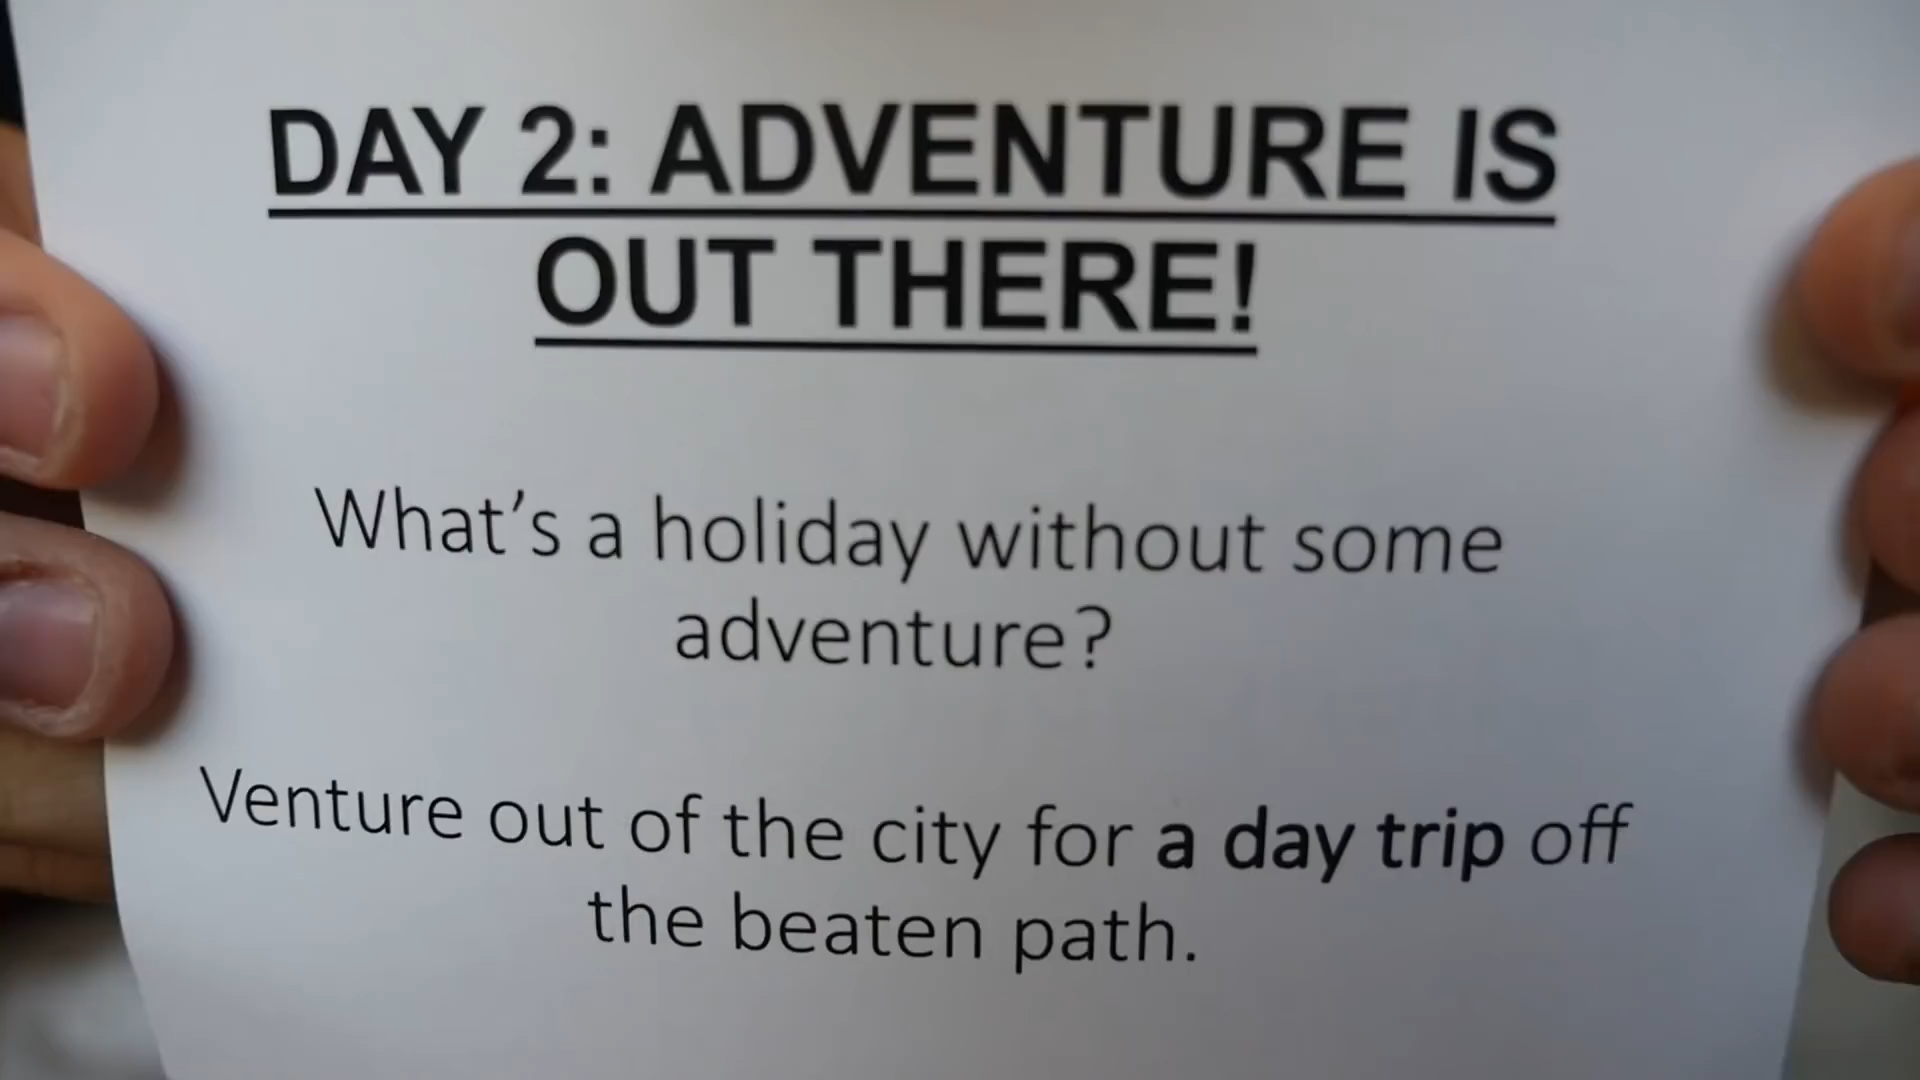 DAY 2: ADVENTURE IS
OUT THERE!
What’s a holiday without some
adventure?
Venture out of the city for a day trip off
the beaten path.